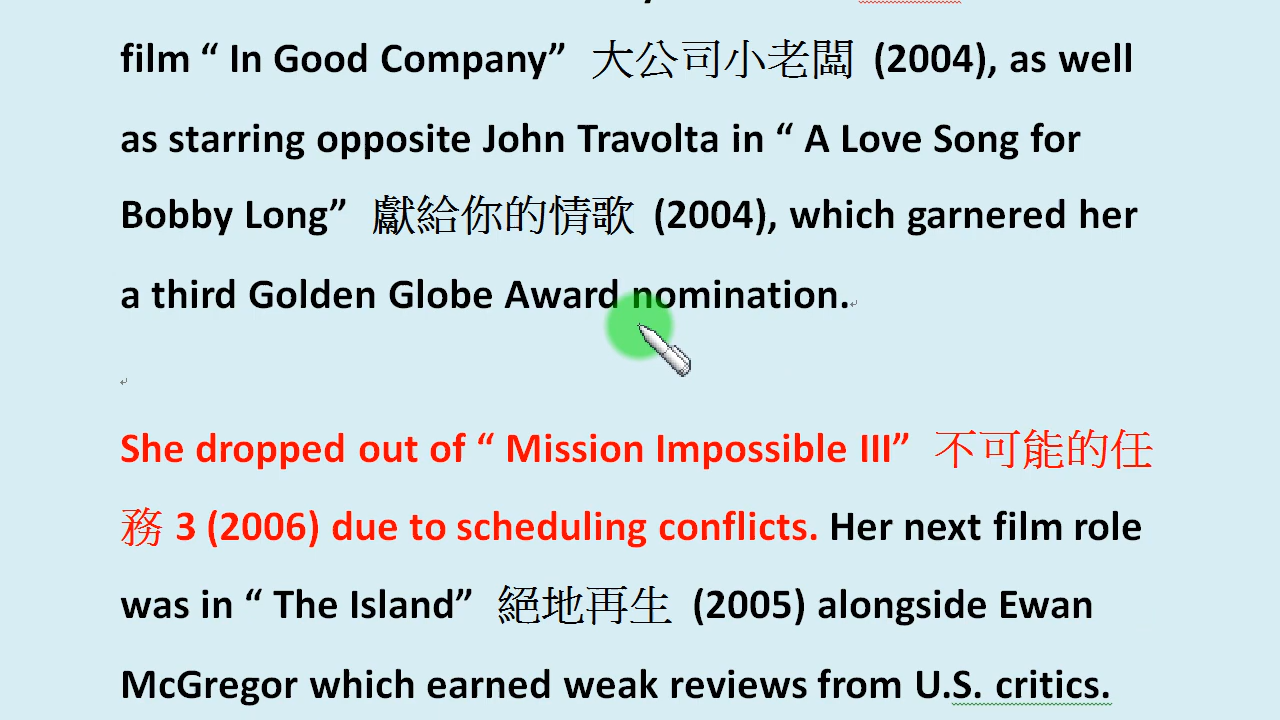 film “ In Good Company” 大公司小老闆 (2004), as well
as starring opposite John Travolta in “ A Love Song for
Bobby Long” 獻給你的情歌 (2004), which garnered her
a third Golden Globe Award nomination.
She dropped out of “ Mission Impossible III” 不可能的任
務 3 (2006) due to scheduling conflicts. Her next film role
was in “ The Island” 絕地再生 (2005) alongside Ewan
McGregor which earned weak reviews from U.S. critics.